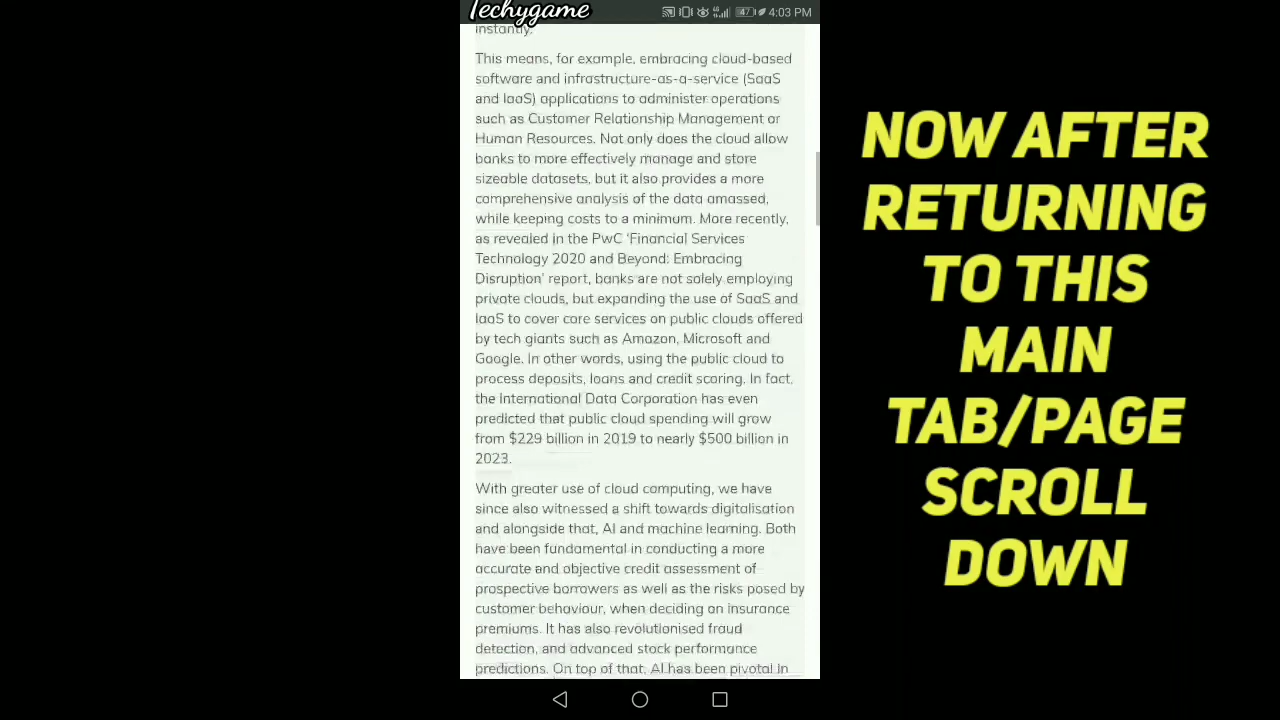 Techygame
47 4:03 PM
instantly.
This means, for example, embracing cloud-based
software and infrastructure-as-a-service (SaaS
and IaaS) applications to administer operations
such as Customer Relationship Management or
Human Resources. Not only does the cloud allow
banks to more effectively manage and store
sizeable datasets, but it also provides a more
comprehensive analysis of the data amassed,
while keeping costs to a minimum. More recently,
as revealed in the PwC ‘Financial Services
Technology 2020 and Beyond: Embracing
Disruption’ report, banks are not solely employing
private clouds, but expanding the use of SaaS and
IaaS to cover core services on public clouds offered
by tech giants such as Amazon, Microsoft and
Google. In other words, using the public cloud to
process deposits, loans and credit scoring. In fact,
the International Data Corporation has even
predicted that public cloud spending will grow
from $229 billion in 2019 to nearly $500 billion in
2023.
With greater use of cloud computing, we have
since also witnessed a shift towards digitalisation
and alongside that, AI and machine learning. Both
have been fundamental in conducting a more
accurate and objective credit assessment of
prospective borrowers as well as the risks posed by
customer behaviour, when deciding on insurance
premiums. It has also revolutionised fraud
detection, and advanced stock performance
predictions. On top of that, AI has been pivotal in
NOW AFTER
RETURNING
TO THIS
MAIN
TAB/PAGE
SCROLL
DOWN